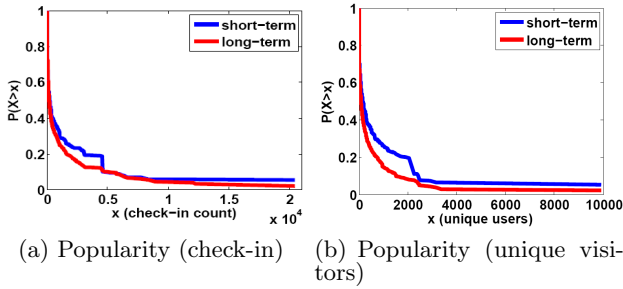 1
short-term
long-term
0.8
0.6
P(X>x)
0.4
0.2
0
0 0.5 1 1.5 2
x (check-in count)
x 10^4
(a) Popularity (check-in)
1
short-term
long-term
0.8
0.6
P(X>x)
0.4
0.2
0
0 2000 4000 6000 8000 10000
x (unique users)
(b) Popularity (unique visi-
tors)